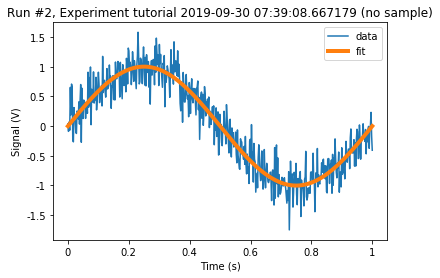 Run #2, Experiment tutorial 2019-09-30 07:39:08.667179 (no sample)
data
fit
Signal (V)
1.5
1
0.5
0
-0.5
-1
-1.5
0
0.2
0.4
0.6
0.8
1
Time (s)